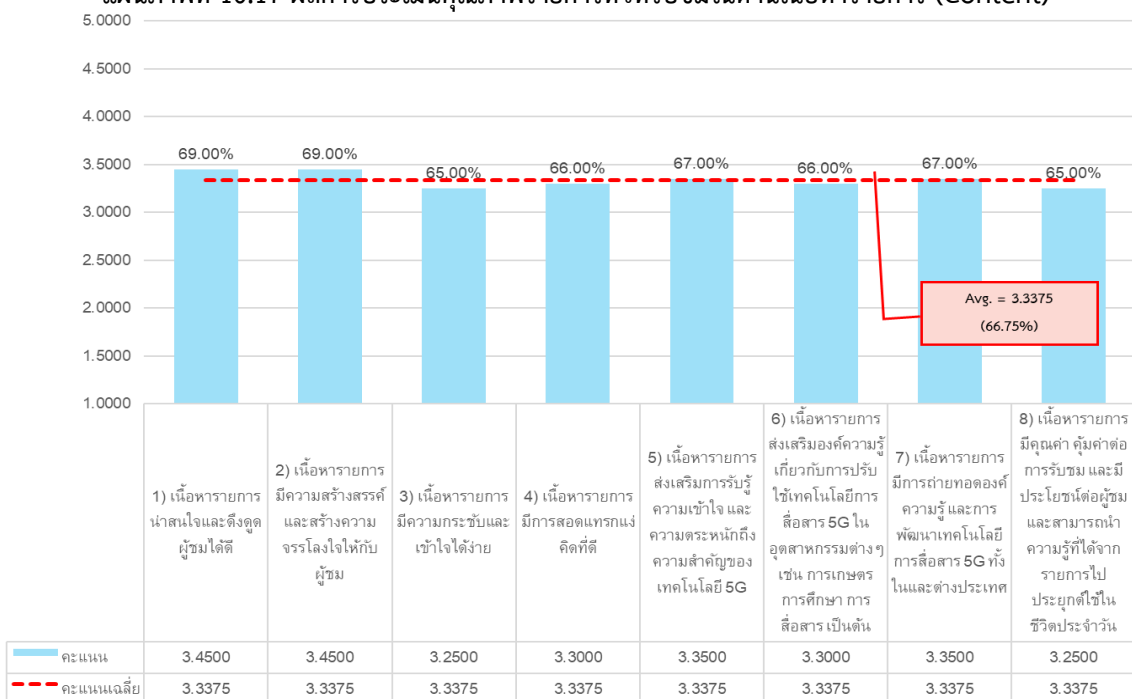 5.0000
4.5000
4.0000
3.5000
3.0000
2.5000
2.0000
1.5000
1.0000
69.00%
69.00%
65.00%
66.00%
67.00%
66.00%
67.00%
65.00%
Avg. = 3.3375
(66.75%)
1) เนื้อหารายการ
น่าสนใจและดึงดูด
ผู้ชมได้ดี
2) เนื้อหารายการ
มีความสร้างสรรค์
และสร้างความ
จรรโลงใจให้กับ
ผู้ชม
3) เนื้อหารายการ
มีความกระชับและ
เข้าใจได้ง่าย
4) เนื้อหารายการ
มีการสอดแทรกแง่
คิดที่ดี
5) เนื้อหารายการ
ส่งเสริมการรับรู้
ความเข้าใจ และ
ความตระหนักถึง
ความสำคัญของ
เทคโนโลยี 5G
6) เนื้อหารายการ
ส่งเสริมองค์ความรู้
เกี่ยวกับการปรับ
ใช้เทคโนโลยีการ
สื่อสาร 5G ใน
อุตสาหกรรมต่าง ๆ
เช่น การเกษตร
การศึกษา การ
สื่อสาร เป็นต้น
7) เนื้อหารายการ
มีการถ่ายทอดองค์
ความรู้ และการ
พัฒนาเทคโนโลยี
การสื่อสาร 5G ทั้ง
ในและต่างประเทศ
8) เนื้อหารายการ
มีคุณค่า คุ้มค่าต่อ
การรับชม และมี
ประโยชน์ต่อผู้ชม
และสามารถนำ
ความรู้ที่ได้จาก
รายการไป
ประยุกต์ใช้ใน
ชีวิตประจำวัน
คะแนน 3.4500 3.4500 3.2500 3.3000 3.3500 3.3000 3.3500 3.2500
คะแนนเฉลี่ย 3.3375 3.3375 3.3375 3.3375 3.3375 3.3375 3.3375 3.3375